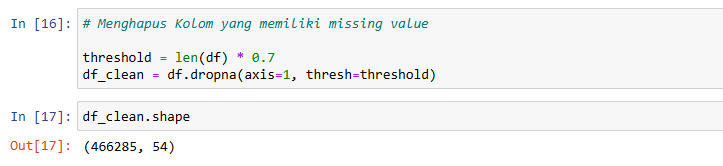 In [16]: # Menghapus Kolom yang memiliki missing value
threshold = len(df) * 0.7
df_clean = df.dropna(axis=1, thresh=threshold)
In [17]: df_clean.shape
Out[17]: (466285, 54)